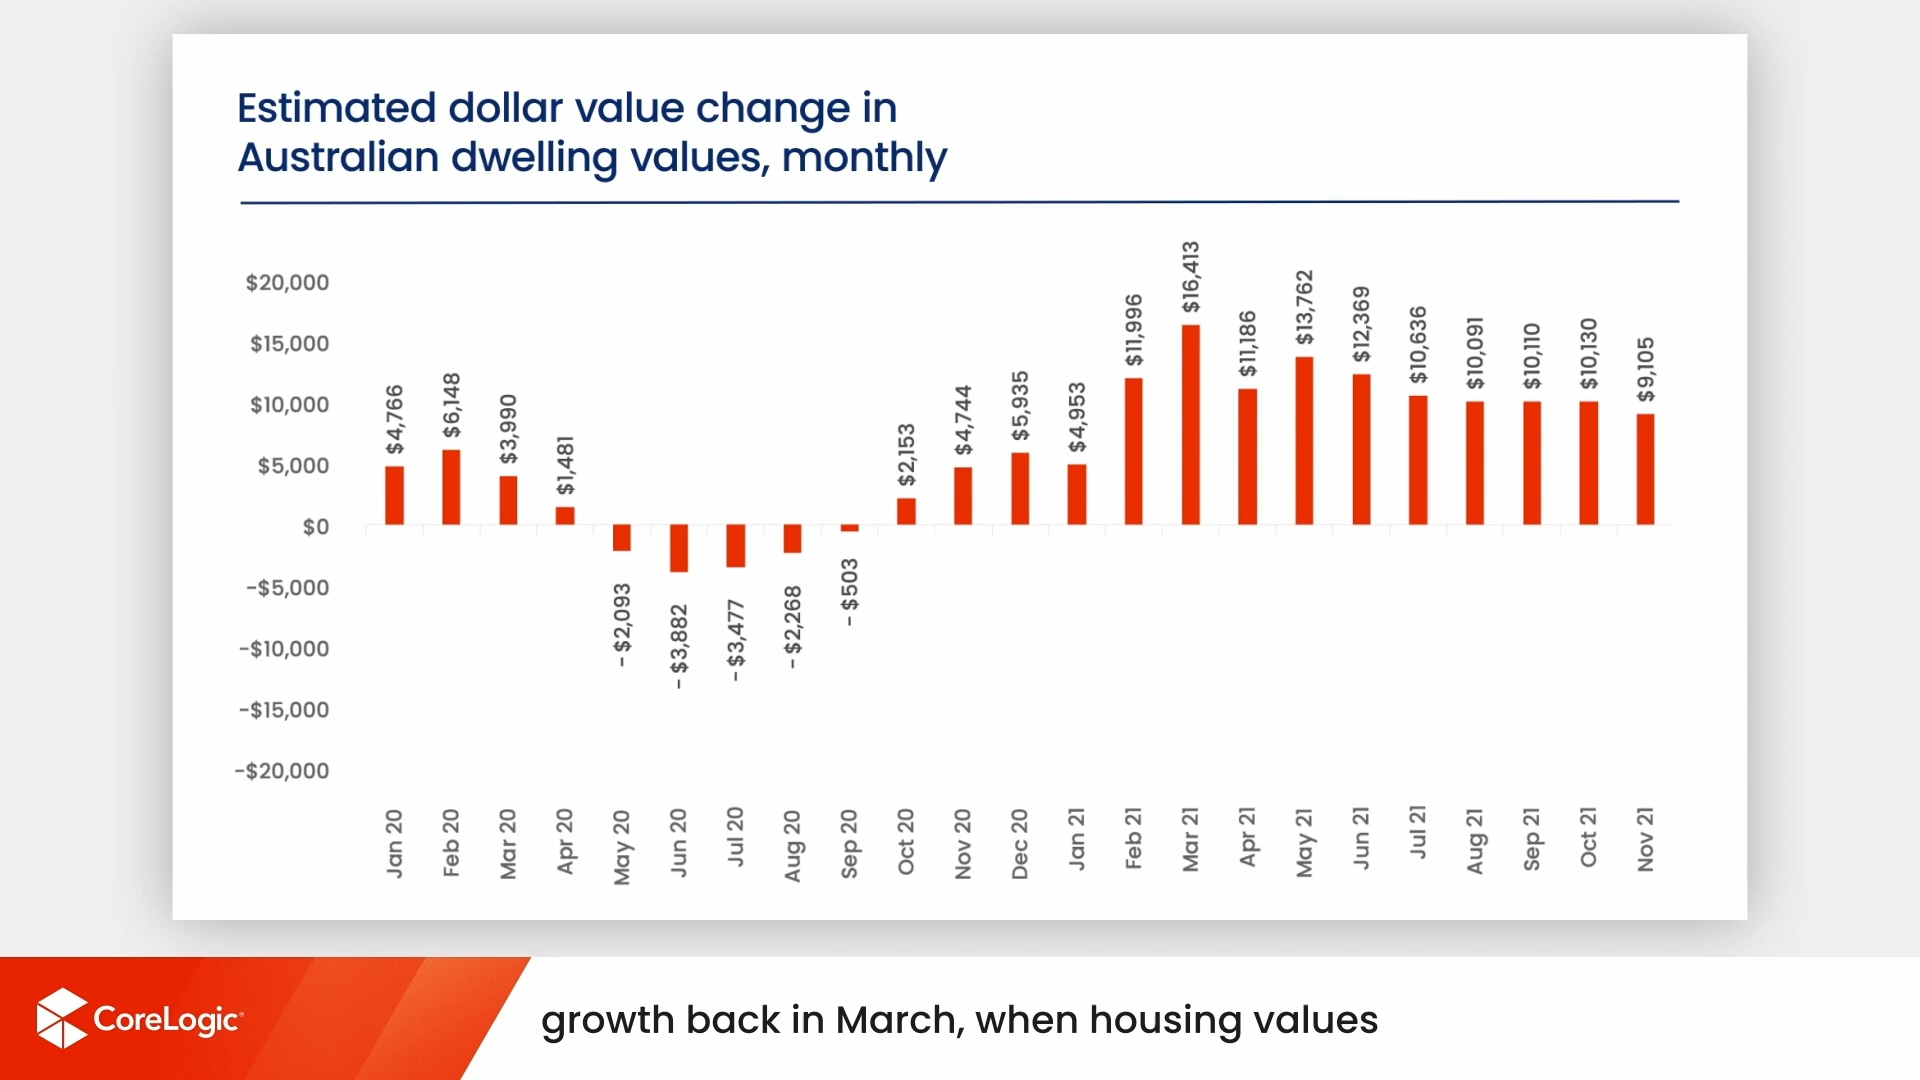 Estimated dollar value change in
Australian dwelling values, monthly
$20,000
$15,000
$10,000
$5,000
$0
-$5,000
-$10,000
-$15,000
-$20,000
$4,766
$6,148
$3,990
$1,481
- $2,093
- $3,882
- $3,477
- $2,268
- $503
$2,153
$4,744
$5,935
$4,953
$11,996
$16,413
$11,186
$13,762
$12,369
$10,636
$10,091
$10,110
$10,130
$9,105
Jan 20
Feb 20
Mar 20
Apr 20
May 20
Jun 20
Jul 20
Aug 20
Sep 20
Oct 20
Nov 20
Dec 20
Jan 21
Feb 21
Mar 21
Apr 21
May 21
Jun 21
Jul 21
Aug 21
Sep 21
Oct 21
Nov 21
CoreLogic
growth back in March, when housing values